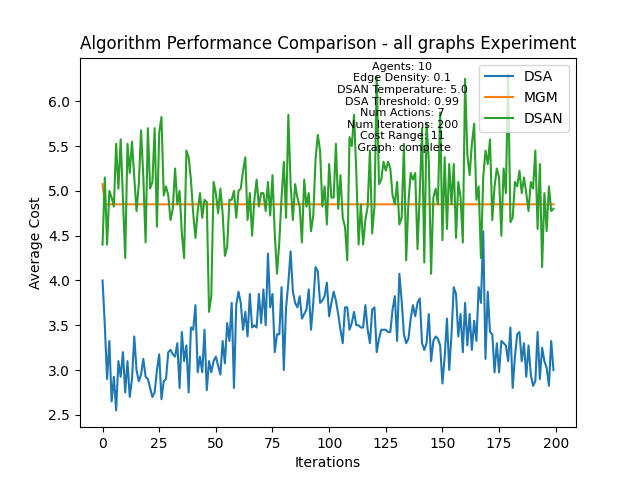 Algorithm Performance Comparison - all graphs Experiment
Agents: 10
Edge Density: 0.1
DSAN Temperature: 5.0
DSA Threshold: 0.99
Num Actions: 7
Num Iterations: 200
Cost Range: 11
Graph: complete
DSA
MGM
DSAN
Average Cost
6.0
5.5
5.0
4.5
4.0
3.5
3.0
2.5
0
25
50
75
100
125
150
175
200
Iterations